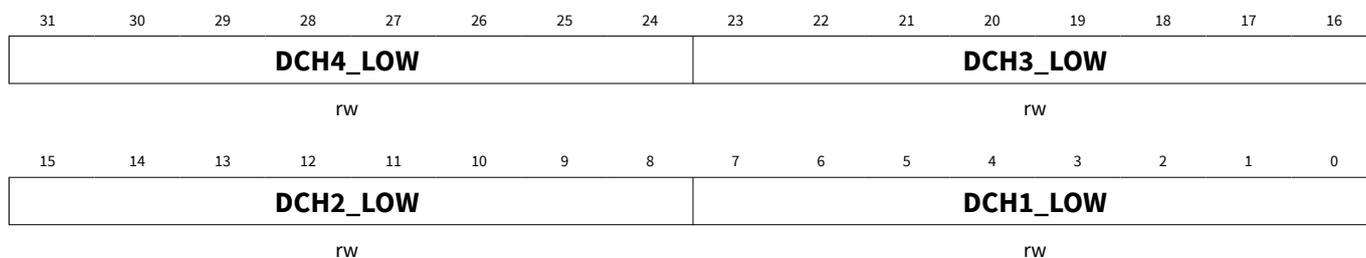 31 30 29 28 27 26 25 24 23 22 21 20 19 18 17 16
DCH4_LOW DCH3_LOW
rw rw
15 14 13 12 11 10 9 8 7 6 5 4 3 2 1 0
DCH2_LOW DCH1_LOW
rw rw